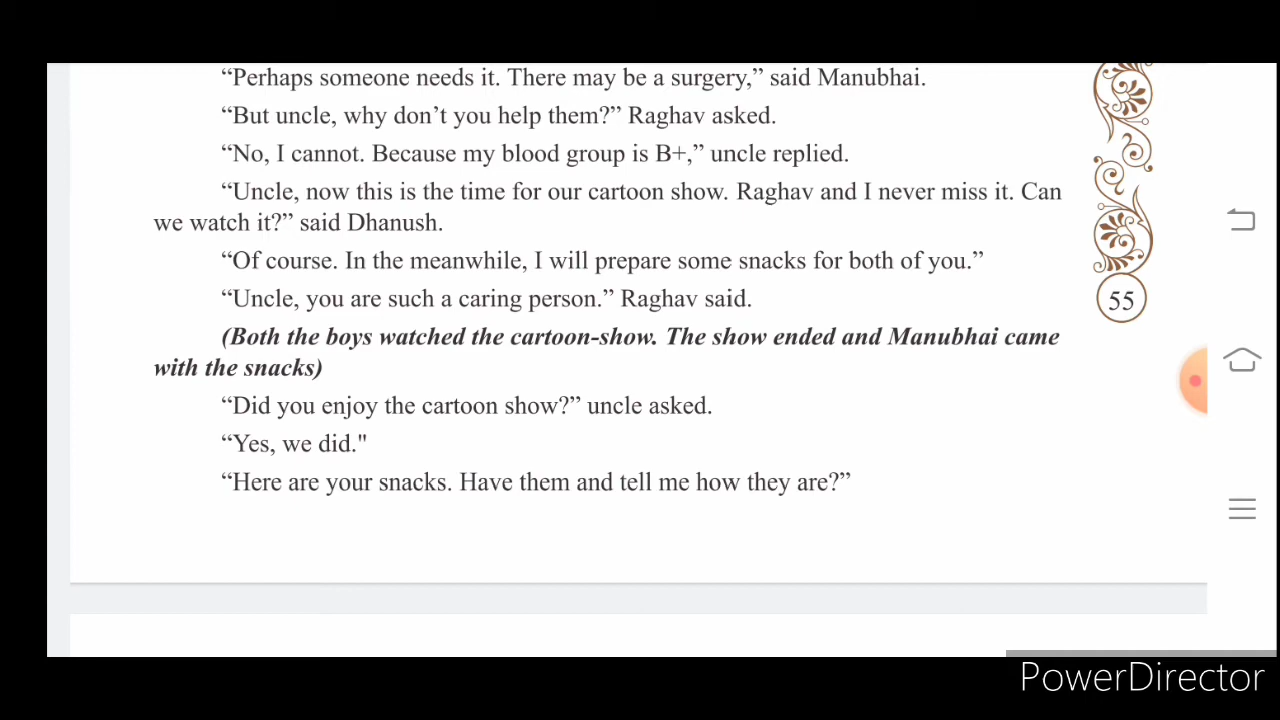 “Perhaps someone needs it. There may be a surgery,” said Manubhai.
“But uncle, why don’t you help them?” Raghav asked.
“No, I cannot. Because my blood group is B+,” uncle replied.
“Uncle, now this is the time for our cartoon show. Raghav and I never miss it. Can
we watch it?” said Dhanush.
“Of course. In the meanwhile, I will prepare some snacks for both of you.”
“Uncle, you are such a caring person.” Raghav said.
55
(Both the boys watched the cartoon-show. The show ended and Manubhai came
with the snacks)
“Did you enjoy the cartoon show?” uncle asked.
“Yes, we did."
“Here are your snacks. Have them and tell me how they are?”
PowerDirector